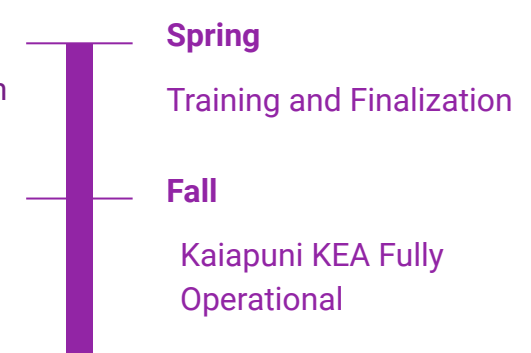 Spring
Training and Finalization
Fall
Kaiapuni KEA Fully
Operational